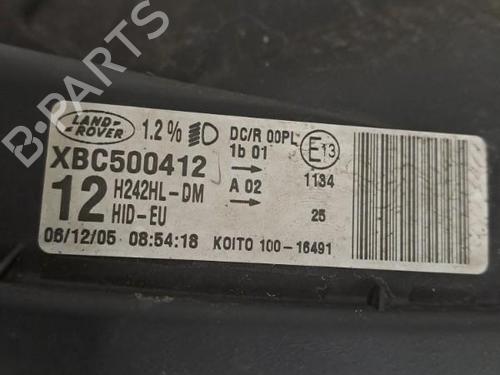 LAND-
ROVER
1.2% DC/R 00PL E13
XBC500412 1b 01
12 H242HL-DM A 02 1134
HID-EU 25
06/12/05 08:54:18 KOITO 100-16491
B-PARTS